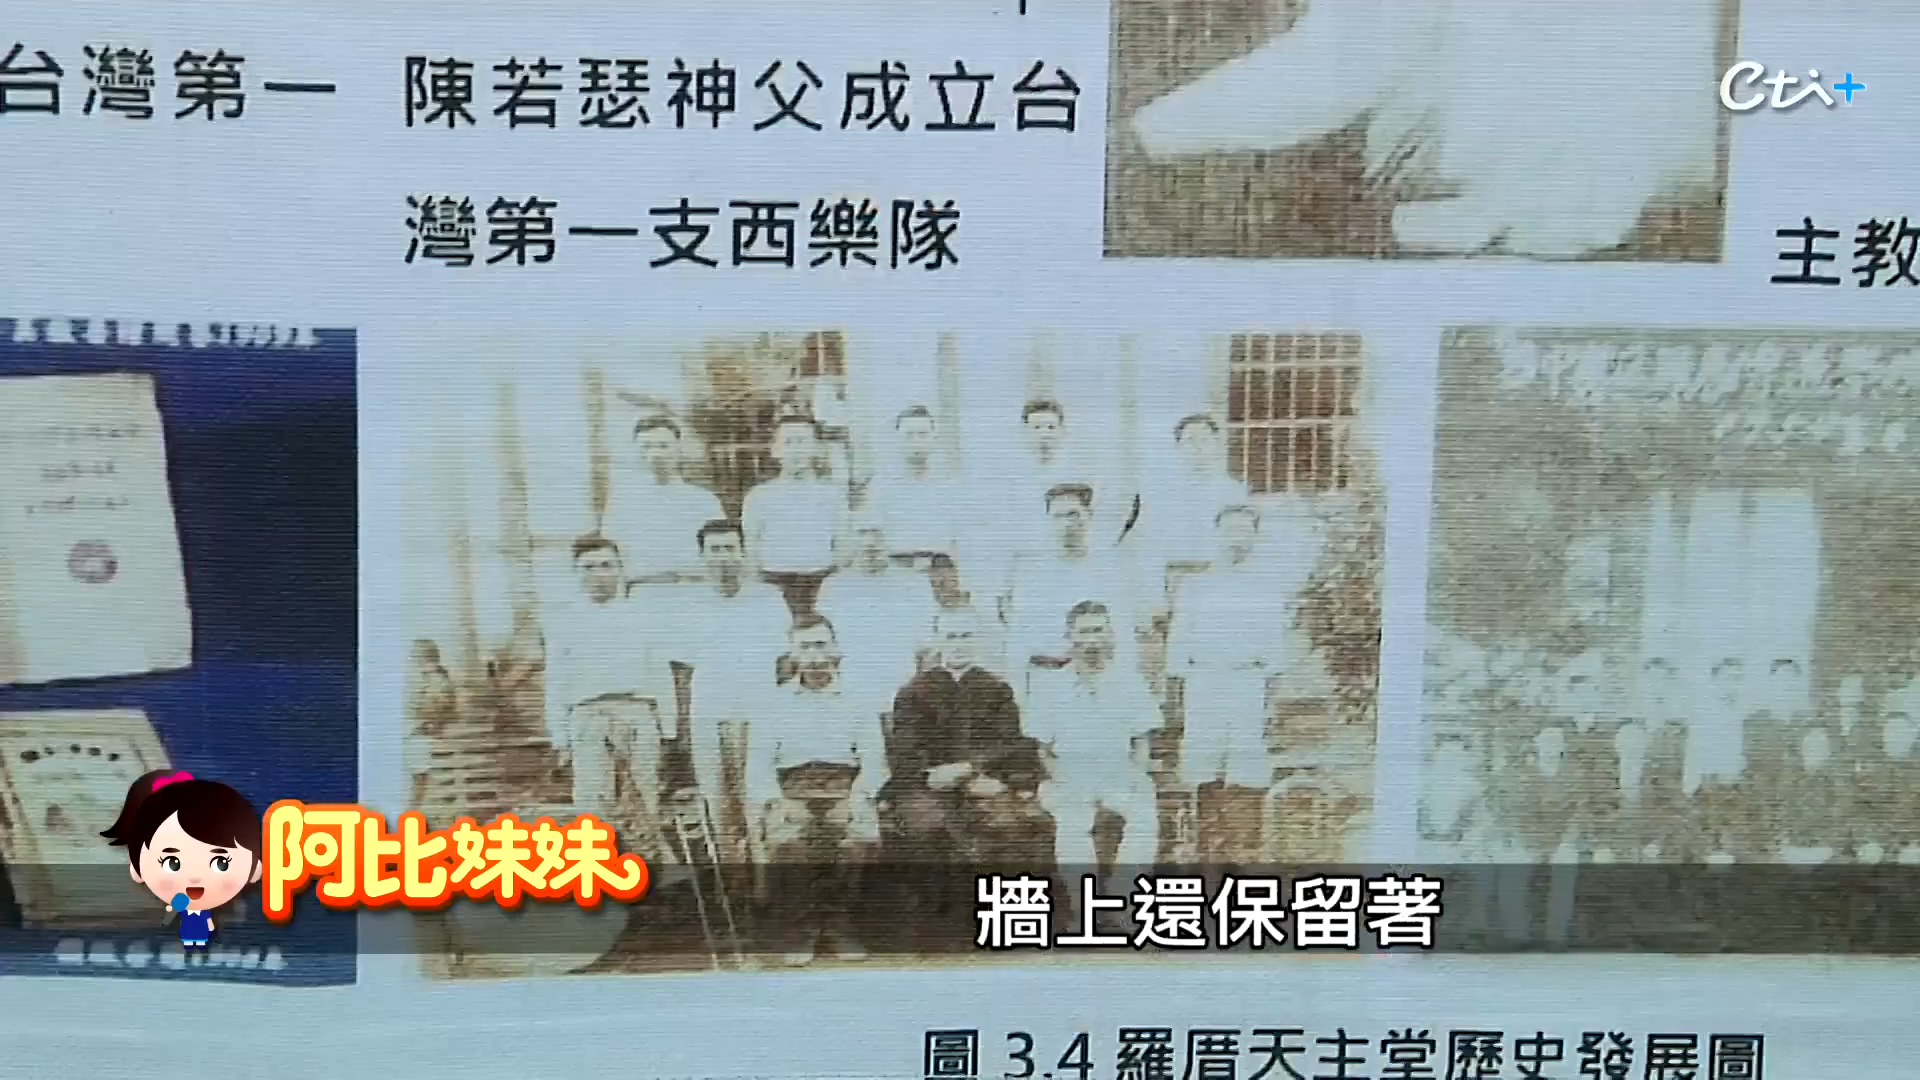 台灣第一
陳若瑟神父成立台
灣第一支西樂隊
Cti+
主教
阿比妹妹
牆上還保留著
圖 3.4 羅厝天主堂歷史發展圖